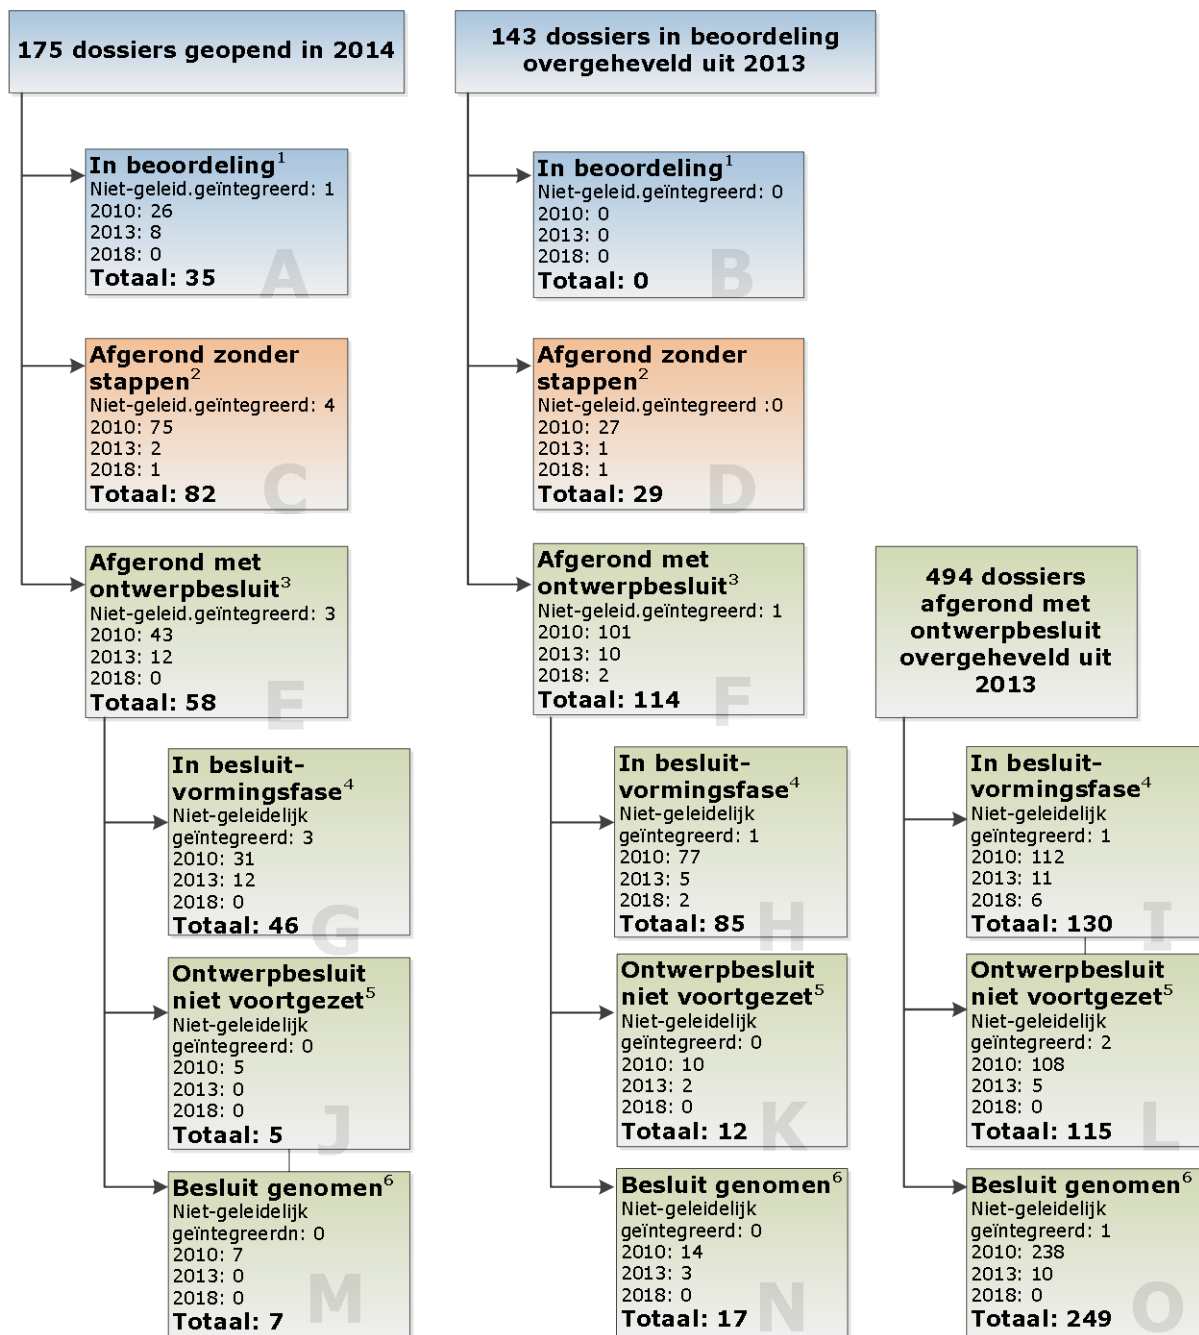 175 dossiers geopend in 2014
In beoordeling¹
Niet-geleid.geïntegreerd: 1
2010: 26
2013: 8
2018: 0
Totaal: 35
A
Afgerond zonder
stappen²
Niet-geleid.geïntegreerd: 4
2010: 75
2013: 2
2018: 1
Totaal: 82
C
Afgerond met
ontwerpbesluit³
Niet-geleid.geïntegreerd: 3
2010: 43
2013: 12
2018: 0
Totaal: 58
E
In besluit-
vormingsfase⁴
Niet-geleidelijk
geïntegreerd: 3
2010: 31
2013: 12
2018: 0
Totaal: 46
G
Ontwerpbesluit
niet voortgezet⁵
Niet-geleidelijk
geïntegreerd: 0
2010: 5
2013: 0
2018: 0
Totaal: 5
J
Besluit genomen⁶
Niet-geleidelijk
geïntegreerdn: 0
2010: 7
2013: 0
2018: 0
Totaal: 7
M
143 dossiers in beoordeling
overgeheveld uit 2013
In beoordeling¹
Niet-geleid.geïntegreerd: 0
2010: 0
2013: 0
2018: 0
Totaal: 0
B
Afgerond zonder
stappen²
Niet-geleid.geïntegreerd :0
2010: 27
2013: 1
2018: 1
Totaal: 29
D
Afgerond met
ontwerpbesluit³
Niet-geleid.geïntegreerd: 1
2010: 101
2013: 10
2018: 2
Totaal: 114
F
In besluit-
vormingsfase⁴
Niet-geleidelijk
geïntegreerd: 1
2010: 77
2013: 5
2018: 2
Totaal: 85
H
Ontwerpbesluit
niet voortgezet⁵
Niet-geleidelijk
geïntegreerd: 0
2010: 10
2013: 2
2018: 0
Totaal: 12
K
Besluit genomen⁶
Niet-geleidelijk
geïntegreerd: 0
2010: 14
2013: 3
2018: 0
Totaal: 17
N
494 dossiers
afgerond met
ontwerpbesluit
overgeheveld uit
2013
In besluit-
vormingsfase⁴
Niet-geleidelijk
geïntegreerd: 1
2010: 112
2013: 11
2018: 6
Totaal: 130
I
Ontwerpbesluit
niet voortgezet⁵
Niet-geleidelijk
geïntegreerd: 2
2010: 108
2013: 5
2018: 0
Totaal: 115
L
Besluit genomen⁶
Niet-geleidelijk
geïntegreerd: 1
2010: 238
2013: 10
2018: 0
Totaal: 249
O